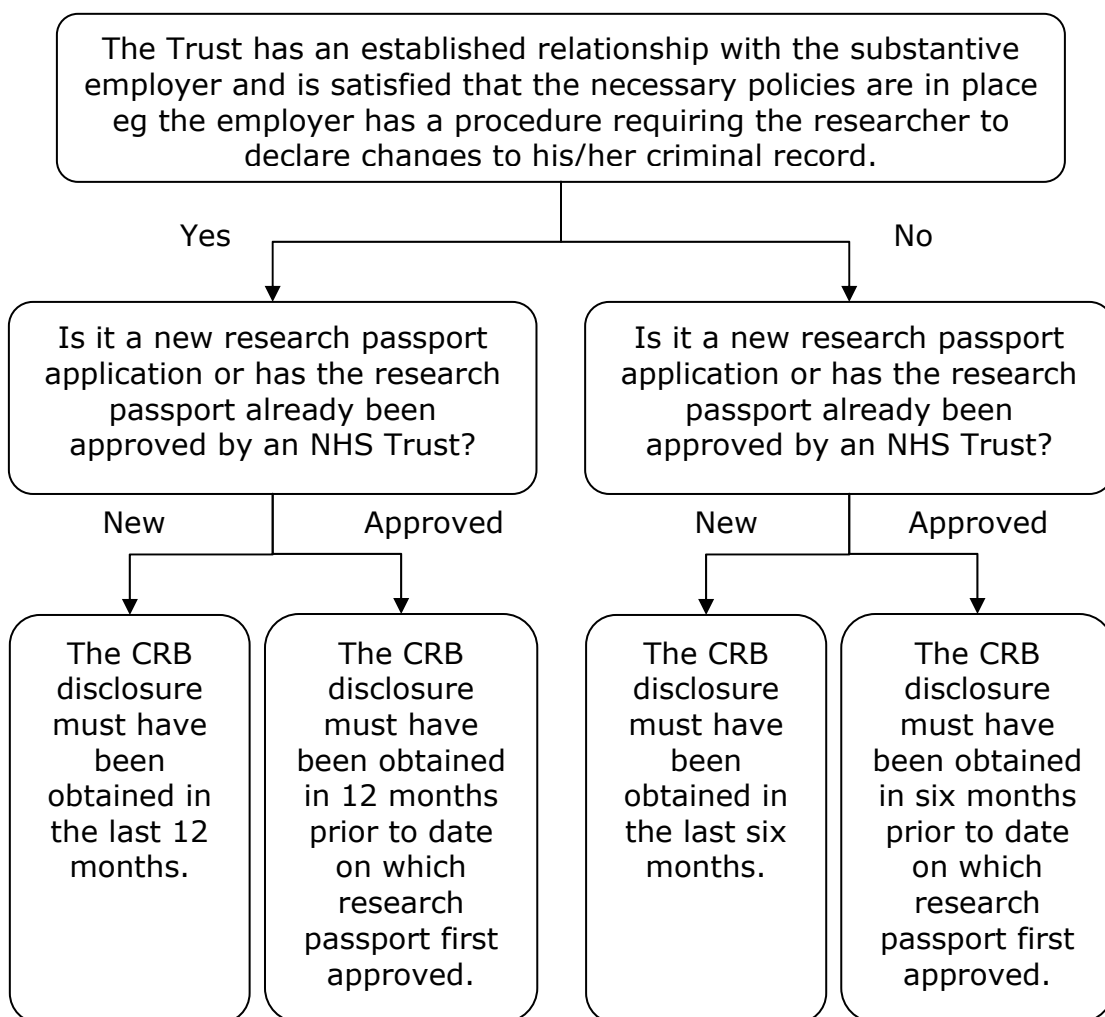 The Trust has an established relationship with the substantive
employer and is satisfied that the necessary policies are in place
eg the employer has a procedure requiring the researcher to
declare changes to his/her criminal record.
Yes
No
Is it a new research passport
application or has the research
passport already been
approved by an NHS Trust?
Is it a new research passport
application or has the research
passport already been
approved by an NHS Trust?
New
Approved
New
Approved
The CRB
disclosure
must have
been
obtained in
the last 12
months.
The CRB
disclosure
must have
been obtained
in 12 months
prior to date
on which
research
passport first
approved.
The CRB
disclosure
must have
been
obtained in
the last six
months.
The CRB
disclosure
must have
been obtained
in six months
prior to date
on which
research
passport first
approved.